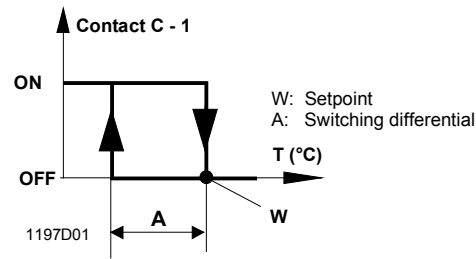 Contact C - 1
ON
W: Setpoint
A: Switching differential
T (°C)
OFF
W
A
1197D01